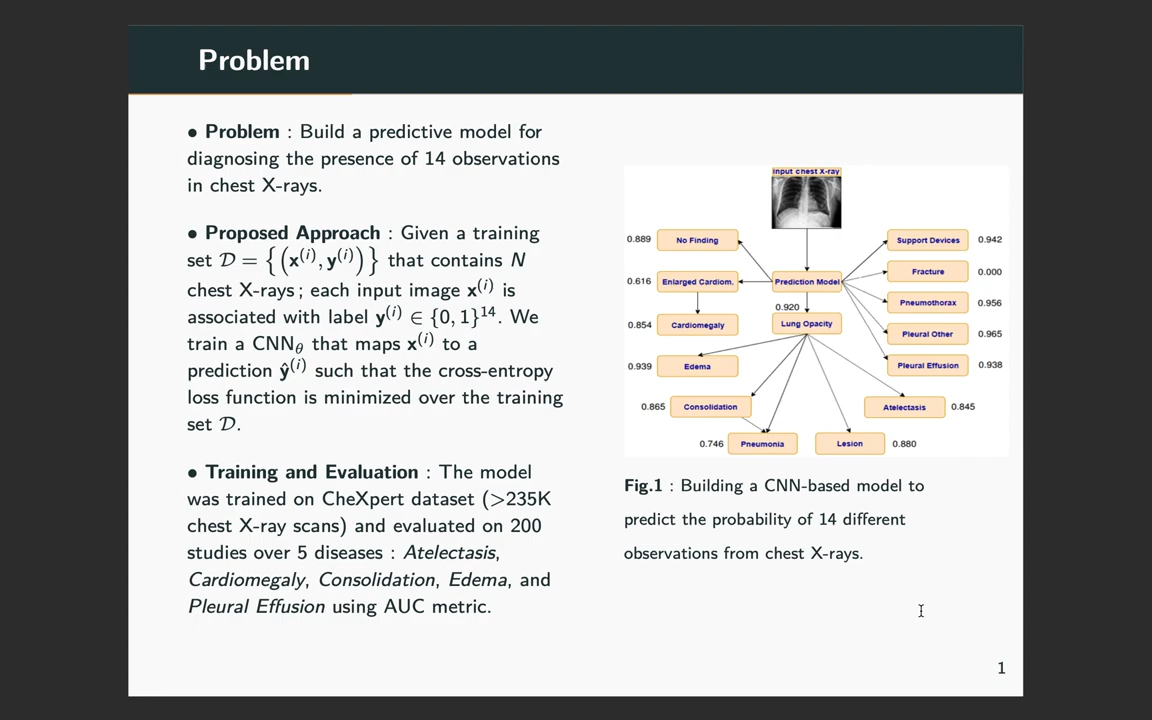 Problem
• Problem : Build a predictive model for
diagnosing the presence of 14 observations
in chest X-rays.
• Proposed Approach : Given a training
set 𝒟 = {(x⁽ⁱ⁾, y⁽ⁱ⁾)} that contains N
chest X-rays ; each input image x⁽ⁱ⁾ is
associated with label y⁽ⁱ⁾ ∈ {0, 1}¹⁴. We
train a CNN_θ that maps x⁽ⁱ⁾ to a
prediction ŷ⁽ⁱ⁾ such that the cross-entropy
loss function is minimized over the training
set 𝒟.
• Training and Evaluation : The model
was trained on CheXpert dataset (>235K
chest X-ray scans) and evaluated on 200
studies over 5 diseases : Atelectasis,
Cardiomegaly, Consolidation, Edema, and
Pleural Effusion using AUC metric.
Input chest X-ray
0.889 No Finding
Support Devices 0.942
0.616 Enlarged Cardiom.
Prediction Model
Fracture 0.000
0.920
Pneumothorax 0.956
0.854 Cardiomegaly
Lung Opacity
Pleural Other 0.965
0.939 Edema
Pleural Effusion 0.938
0.865 Consolidation
Atelectasis 0.845
0.746 Pneumonia
Lesion 0.880
Fig.1 : Building a CNN-based model to
predict the probability of 14 different
observations from chest X-rays.
1